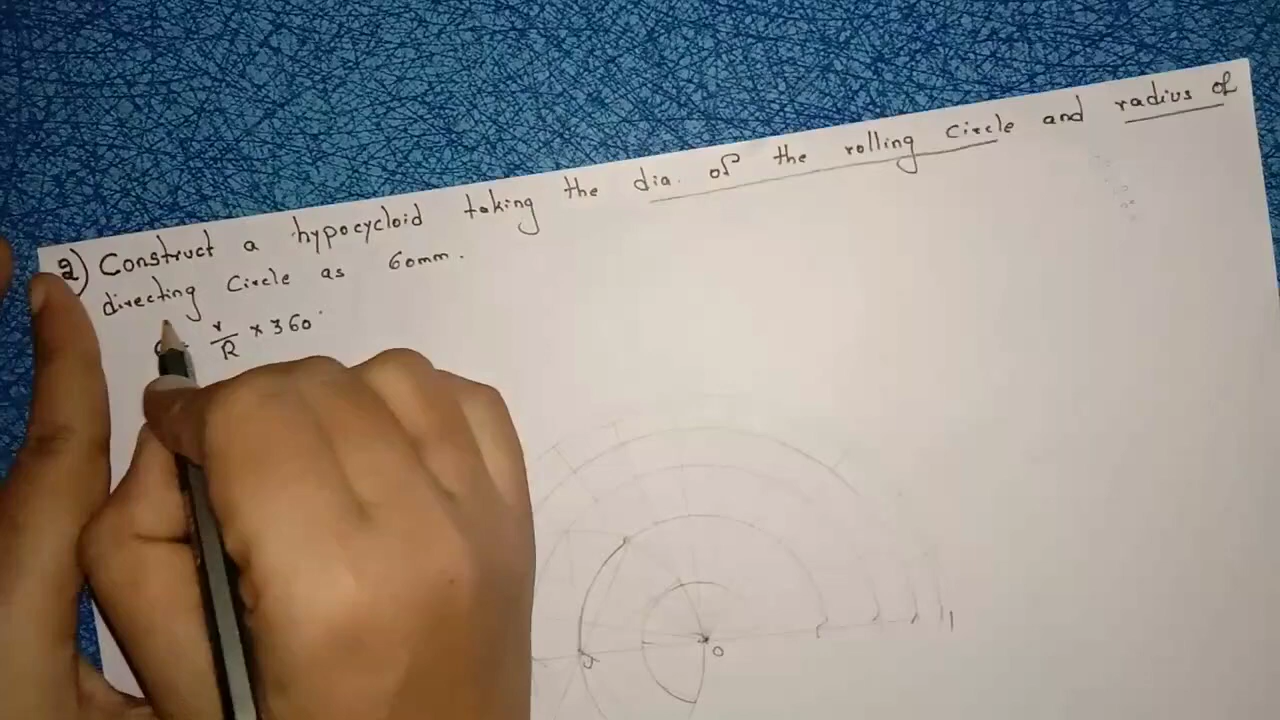 2) Construct a hypocycloid taking the dia. of the rolling Circle and radius of
directing Circle as 60mm.
r/R × 360°
O